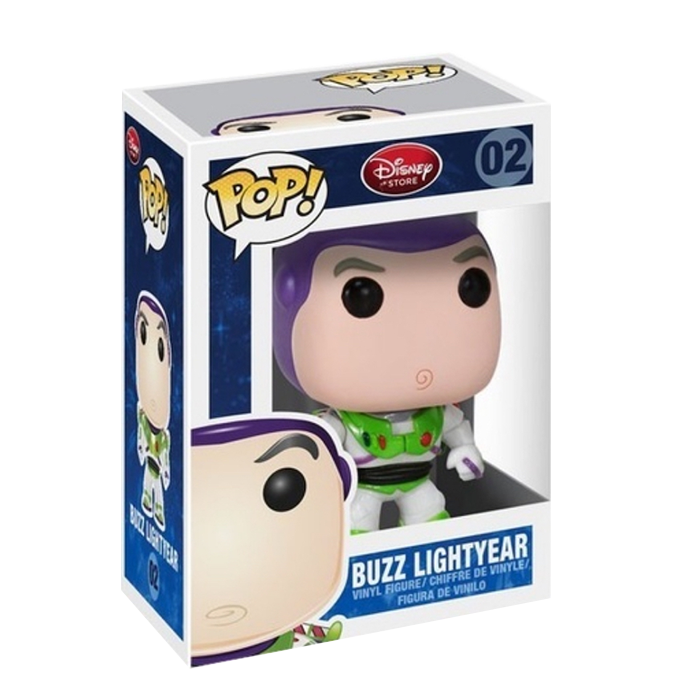 POP!
Disney
STORE
02
POP!
Disney
POP!
BUZZ LIGHTYEAR
02
BUZZ LIGHTYEAR
VINYL FIGURE/ CHIFFRE DE VINYLE/
FIGURA DE VINILO